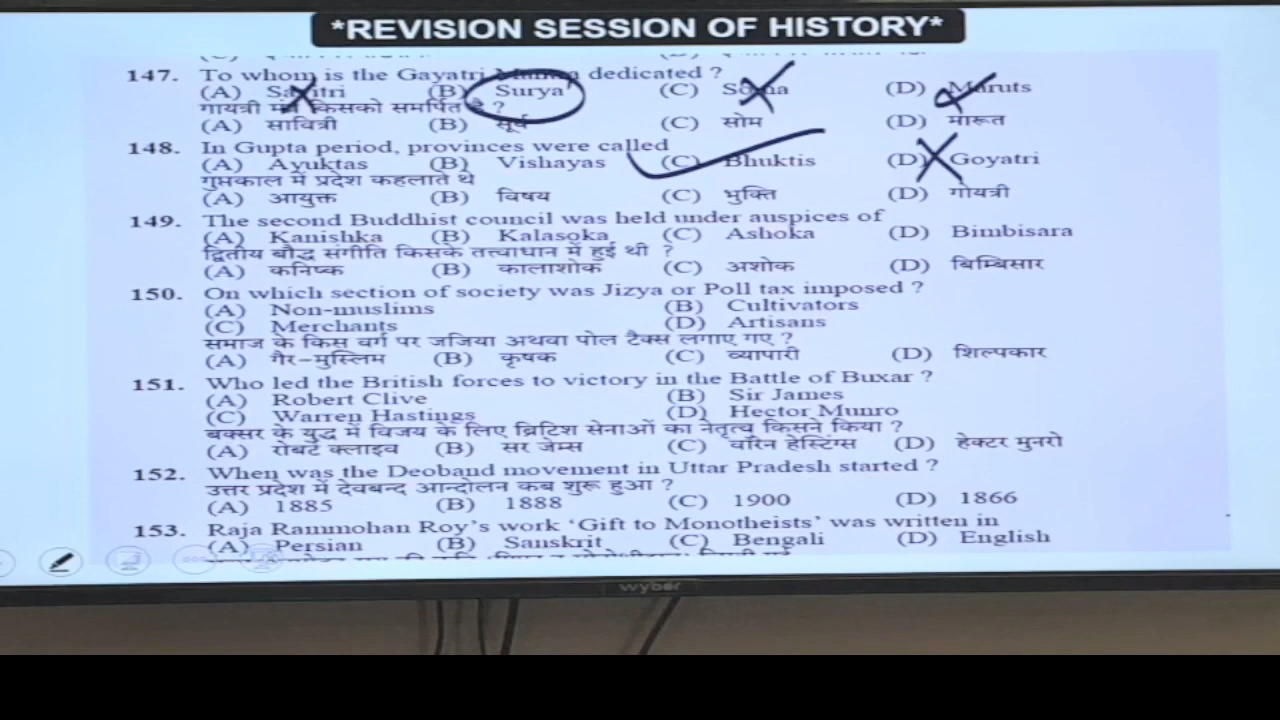 *REVISION SESSION OF HISTORY*
147. To whom is the Gayatri dedicated ?
(A) Savitri (B) Surya (C) Soma (D) Maruts
गायत्री मंत्र किसको समर्पित है ?
(A) सावित्री (B) सूर्य (C) सोम (D) मारूत
148. In Gupta period, provinces were called
(A) Ayuktas (B) Vishayas (C) Bhuktis (D) Goyatri
गुप्तकाल में प्रदेश कहलाते थे
(A) आयुक्त (B) विषय (C) भुक्ति (D) गोयत्री
149. The second Buddhist council was held under auspices of
(A) Kanishka (B) Kalasoka (C) Ashoka (D) Bimbisara
द्वितीय बौद्ध संगीति किसके तत्त्वाधान में हुई थी ?
(A) कनिष्क (B) कालाशोक (C) अशोक (D) बिम्बिसार
150. On which section of society was Jizya or Poll tax imposed ?
(A) Non-muslims (B) Cultivators
(C) Merchants (D) Artisans
समाज के किस वर्ग पर जजिया अथवा पोल टैक्स लगाए गए ?
(A) गैर-मुस्लिम (B) कृषक (C) व्यापारी (D) शिल्पकार
151. Who led the British forces to victory in the Battle of Buxar ?
(A) Robert Clive (B) Sir James
(C) Warren Hastings (D) Hector Munro
बक्सर के युद्ध में विजय के लिए ब्रिटिश सेनाओं का नेतृत्व किसने किया ?
(A) रोबर्ट क्लाइव (B) सर जेम्स (C) वॉरेन हेस्टिंग्स (D) हेक्टर मुनरो
152. When was the Deoband movement in Uttar Pradesh started ?
उत्तर प्रदेश में देवबन्द आन्दोलन कब शुरू हुआ ?
(A) 1885 (B) 1888 (C) 1900 (D) 1866
153. Raja Rammohan Roy's work 'Gift to Monotheists' was written in
(A) Persian (B) Sanskrit (C) Bengali (D) English
wyber